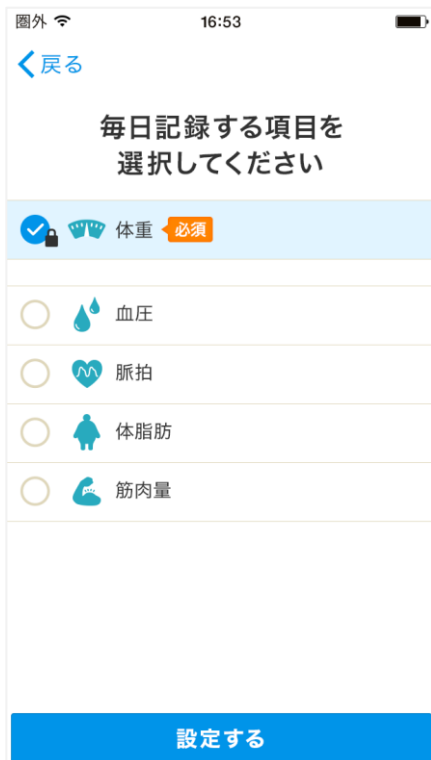 圏外 16:53
戻る
毎日記録する項目を
選択してください
体重 必須
血圧
脈拍
体脂肪
筋肉量
設定する